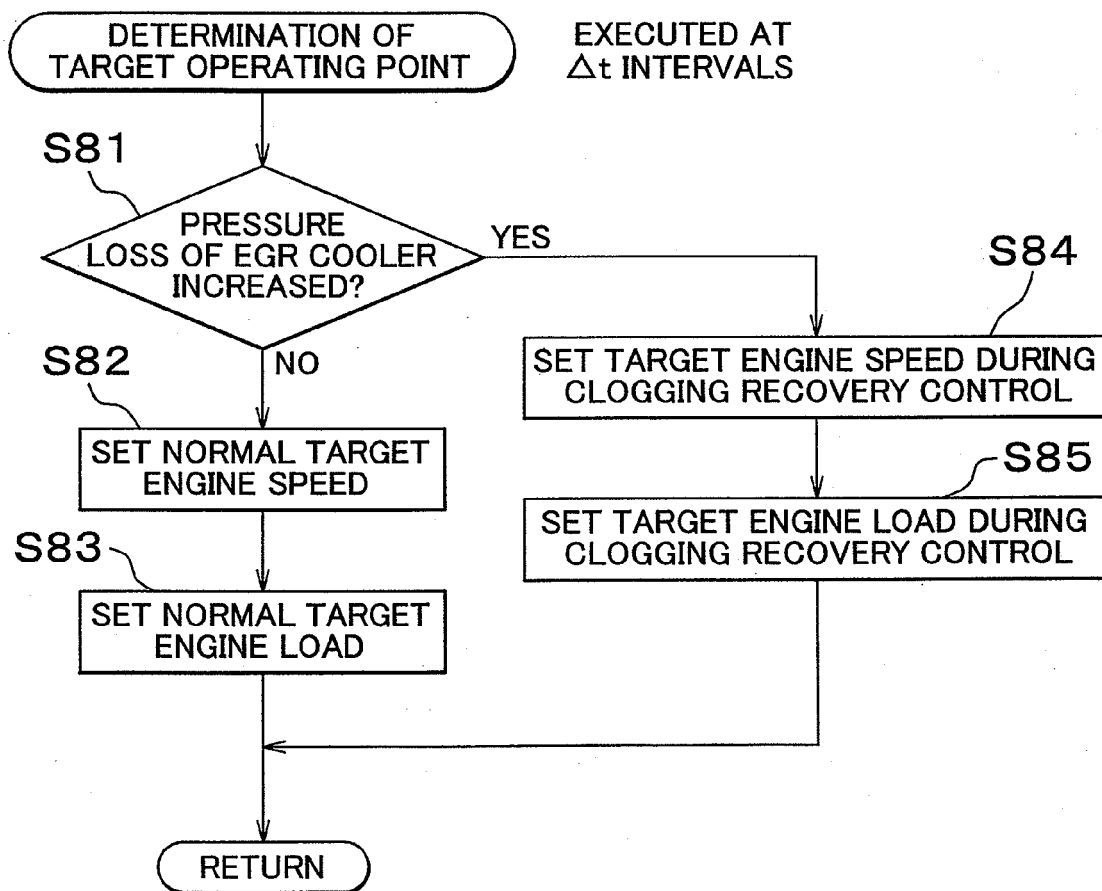 DETERMINATION OF
TARGET OPERATING POINT
EXECUTED AT
Δt INTERVALS
S81
PRESSURE
LOSS OF EGR COOLER
INCREASED?
YES
NO
S84
SET TARGET ENGINE SPEED DURING
CLOGGING RECOVERY CONTROL
S82
SET NORMAL TARGET
ENGINE SPEED
S85
SET TARGET ENGINE LOAD DURING
CLOGGING RECOVERY CONTROL
S83
SET NORMAL TARGET
ENGINE LOAD
RETURN